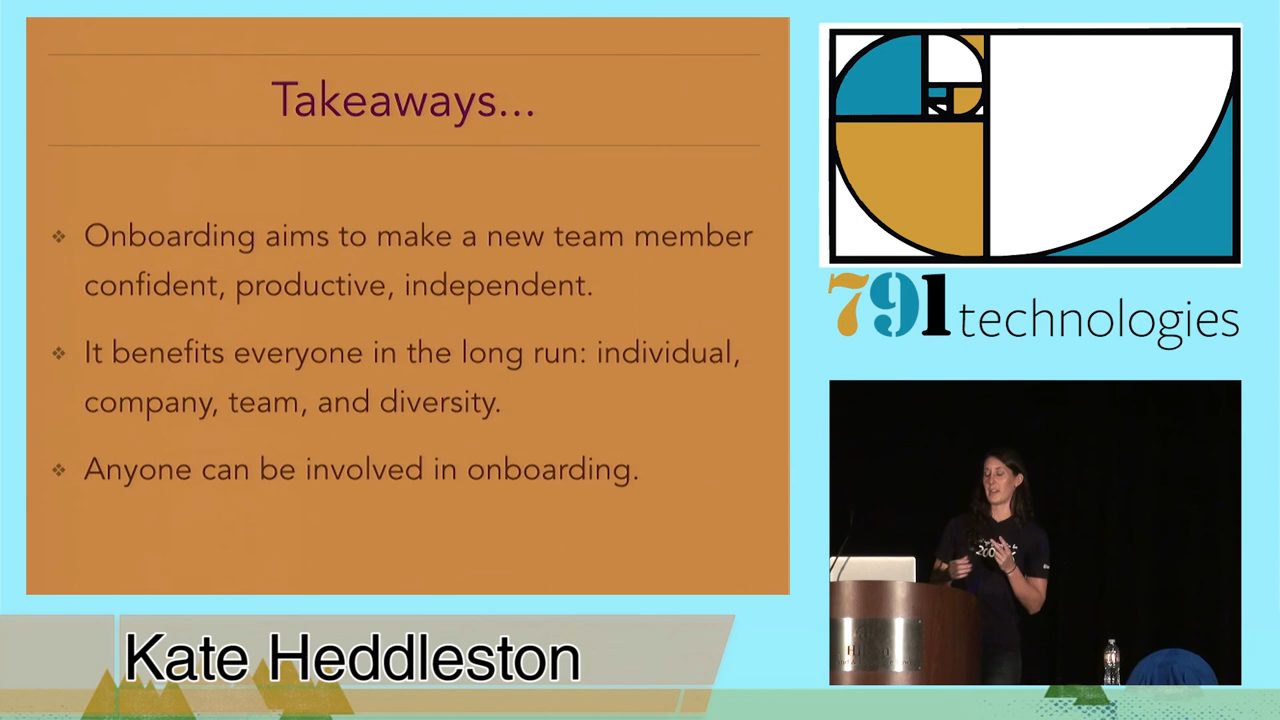 Takeaways...
❖ Onboarding aims to make a new team member
confident, productive, independent.
❖ It benefits everyone in the long run: individual,
company, team, and diversity.
❖ Anyone can be involved in onboarding.
791 technologies
Kate Heddleston